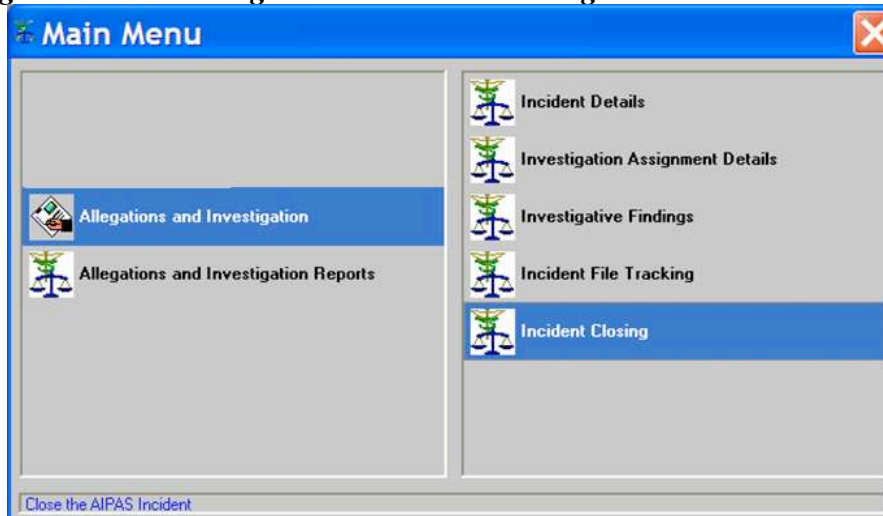 Main Menu
Allegations and Investigation
Allegations and Investigation Reports
Incident Details
Investigation Assignment Details
Investigative Findings
Incident File Tracking
Incident Closing
Close the AIPAS Incident